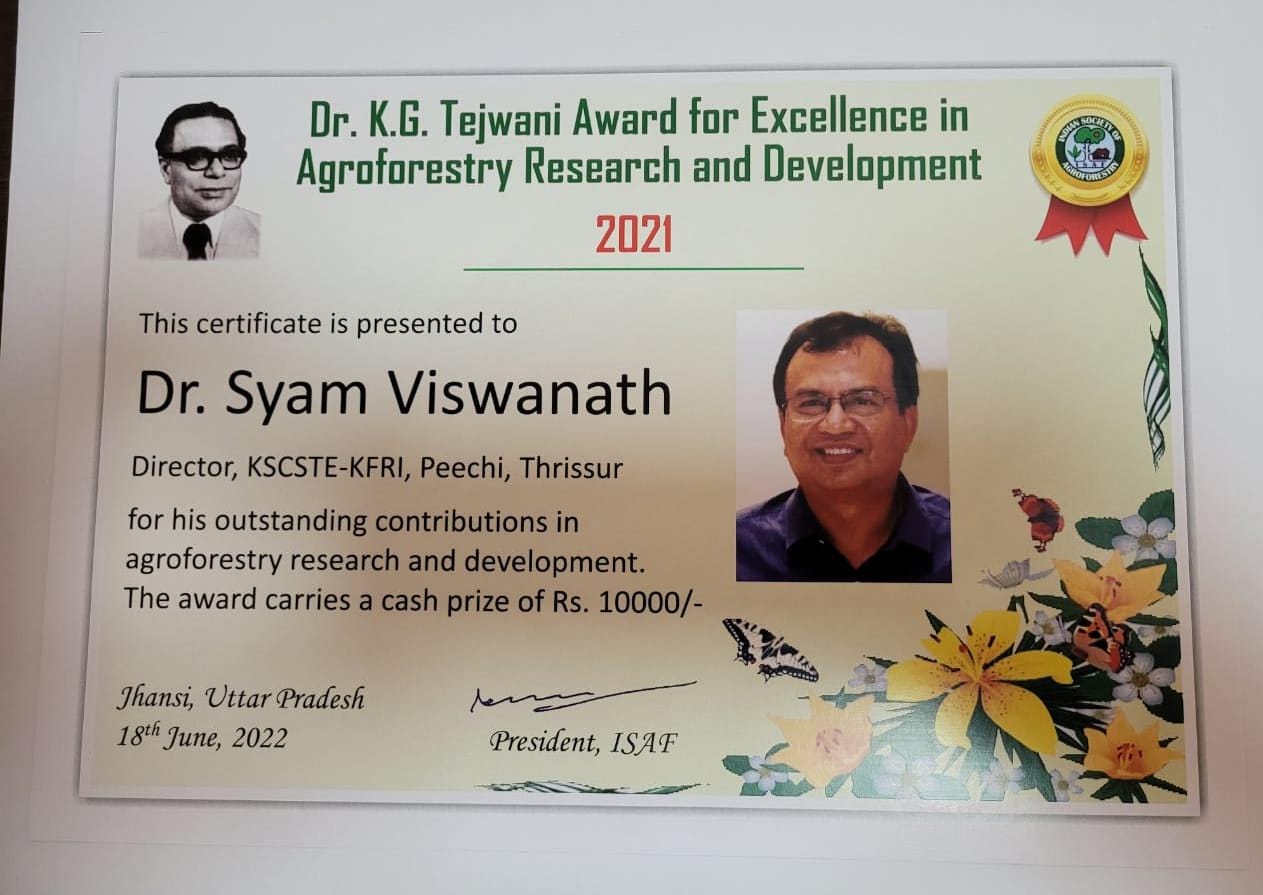 Dr. K.G. Tejwani Award for Excellence in
Agroforestry Research and Development
2021
INDIAN SOCIETY OF
ISAF
AGROFORESTRY
This certificate is presented to
Dr. Syam Viswanath
Director, KSCSTE-KFRI, Peechi, Thrissur
for his outstanding contributions in
agroforestry research and development.
The award carries a cash prize of Rs. 10000/-
Jhansi, Uttar Pradesh
18th June, 2022
President, ISAF